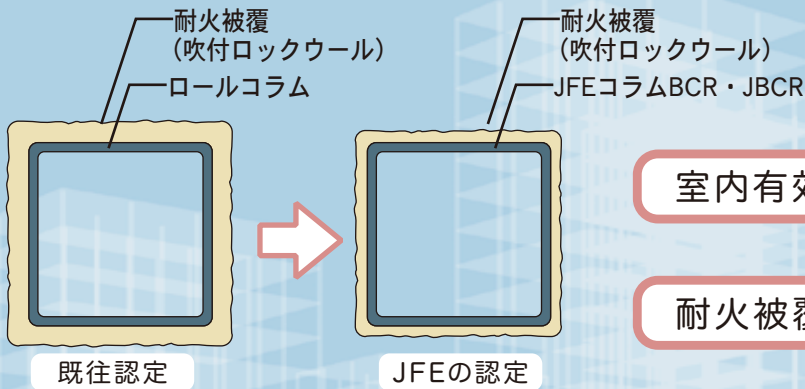 耐火被覆
（吹付ロックウール）
ロールコラム
耐火被覆
（吹付ロックウール）
JFEコラムBCR・JBCR
室内有効
耐火被覆
既往認定
JFEの認定